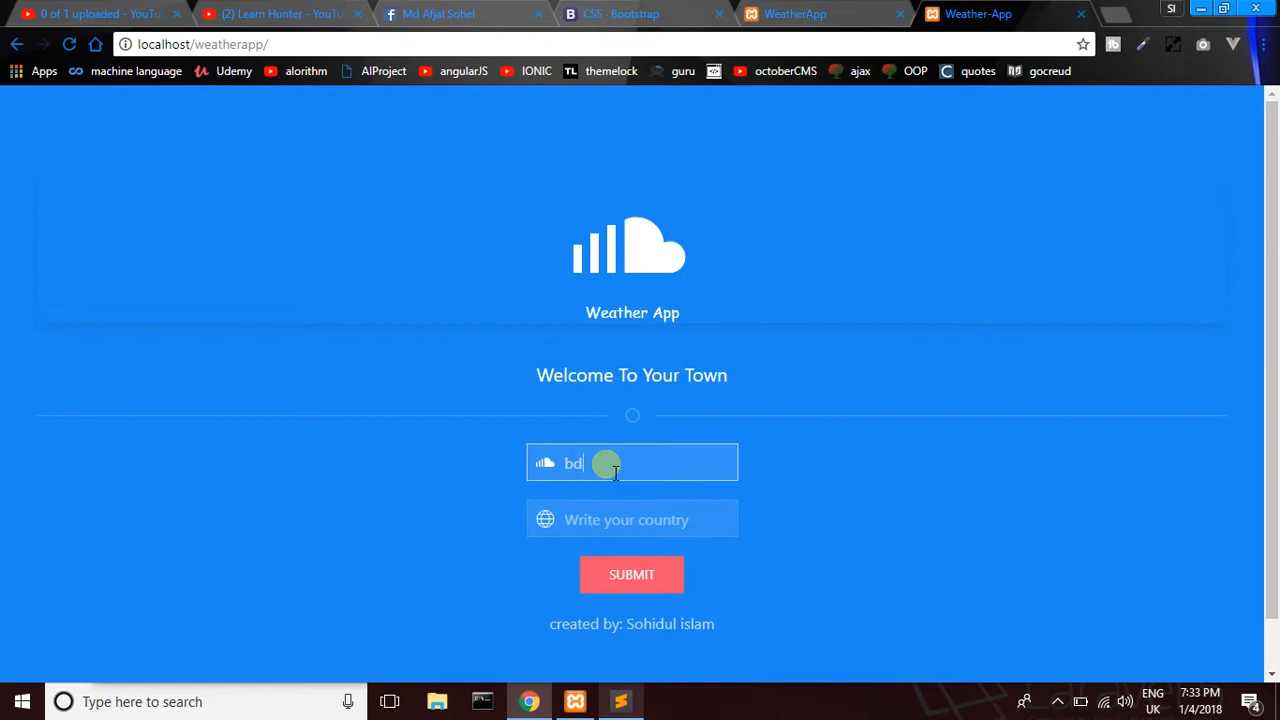 0 of 1 uploaded - YouTu
(2) Learn Hunter - YouTu
Md Afjal Sohel
CSS · Bootstrap
WeatherApp
Weather-App
SI
localhost/weatherapp/
Apps
machine language
Udemy
alorithm
AIProject
angularJS
IONIC
TL themelock
guru
octoberCMS
ajax
OOP
quotes
gocreud
Weather App
Welcome To Your Town
bd
Write your country
SUBMIT
created by: Sohidul islam
Type here to search
ENG
UK
7:33 PM
1/4/2018
4